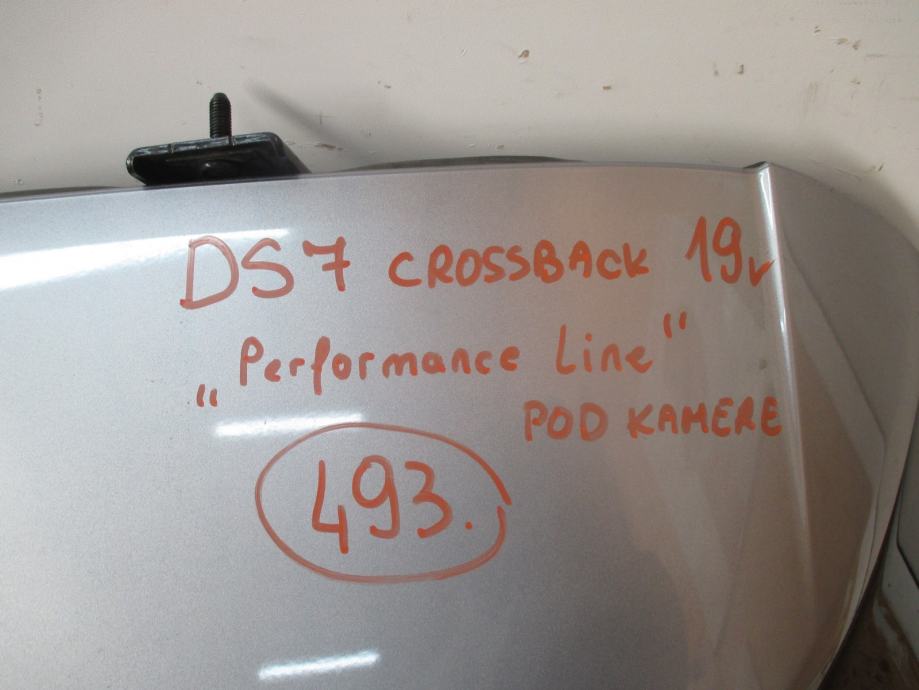 DS7 CROSSBACK 19r
„Performance Line"
POD KAMERE
493.